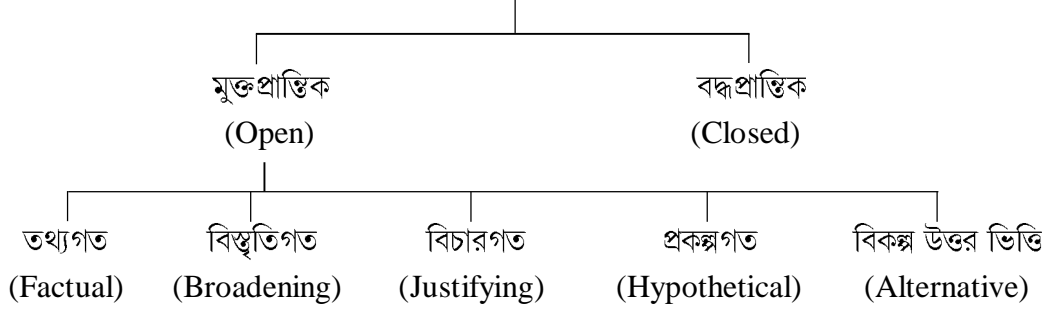 মুক্তপ্রান্তিক বদ্ধপ্রান্তিক
(Open) (Closed)
তথ্যগত বিস্তৃতিগত বিচারগত প্রকল্পগত বিকল্প উত্তর ভিত্তি
(Factual) (Broadening) (Justifying) (Hypothetical) (Alternative)